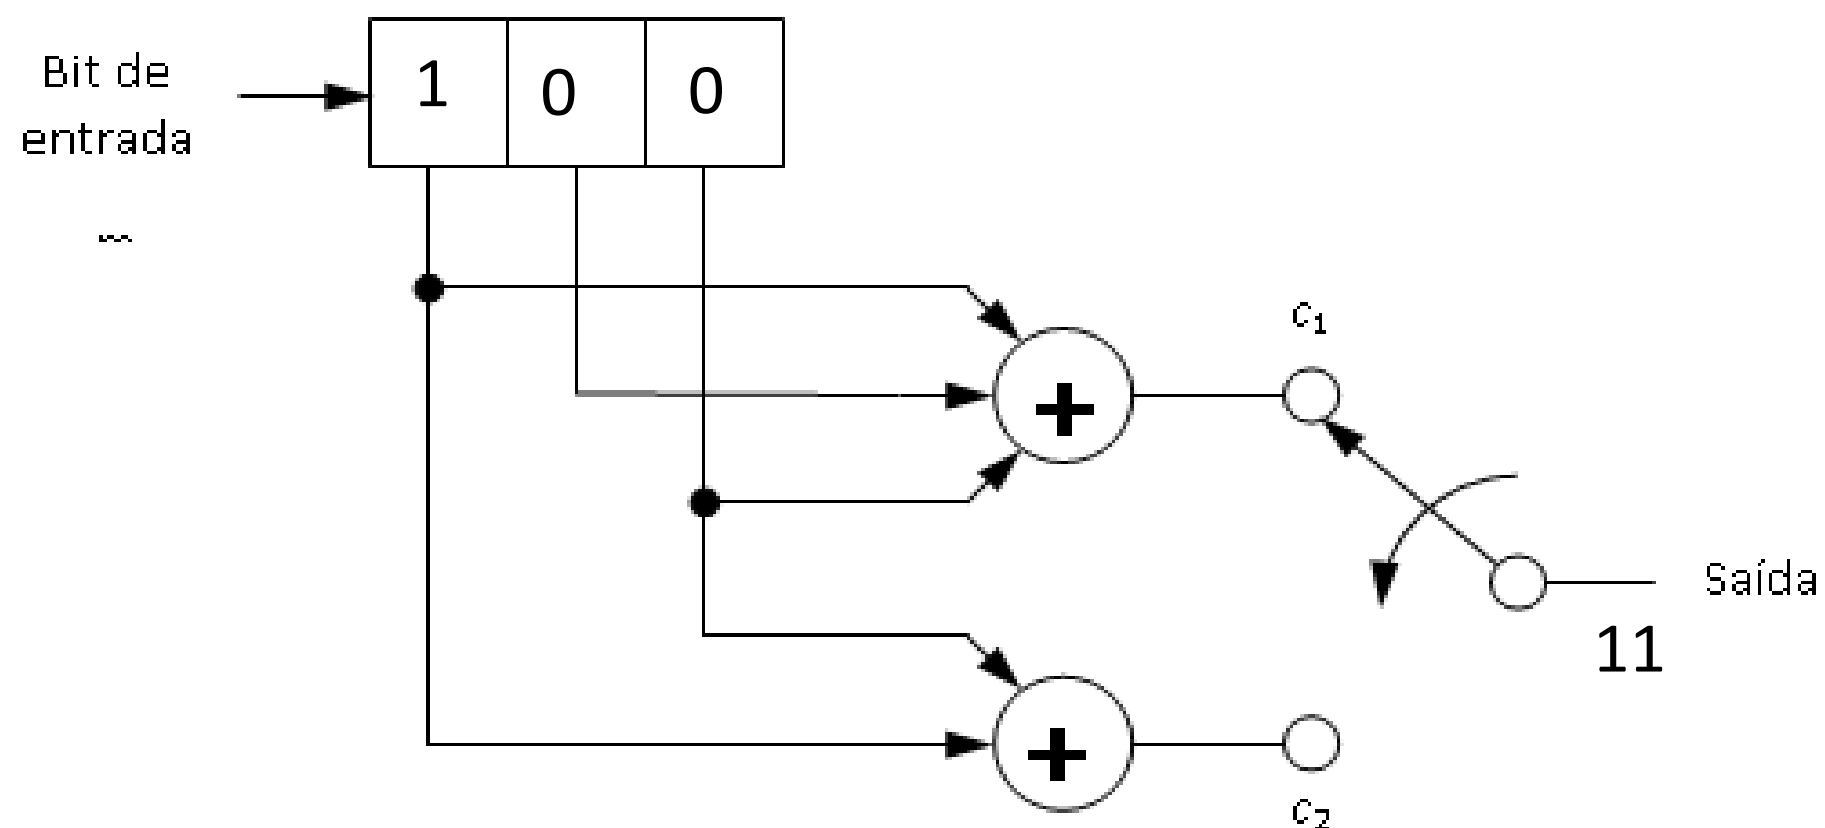 Bit de
entrada
1 0 0
+
c₁
Saída
11
+
c₂